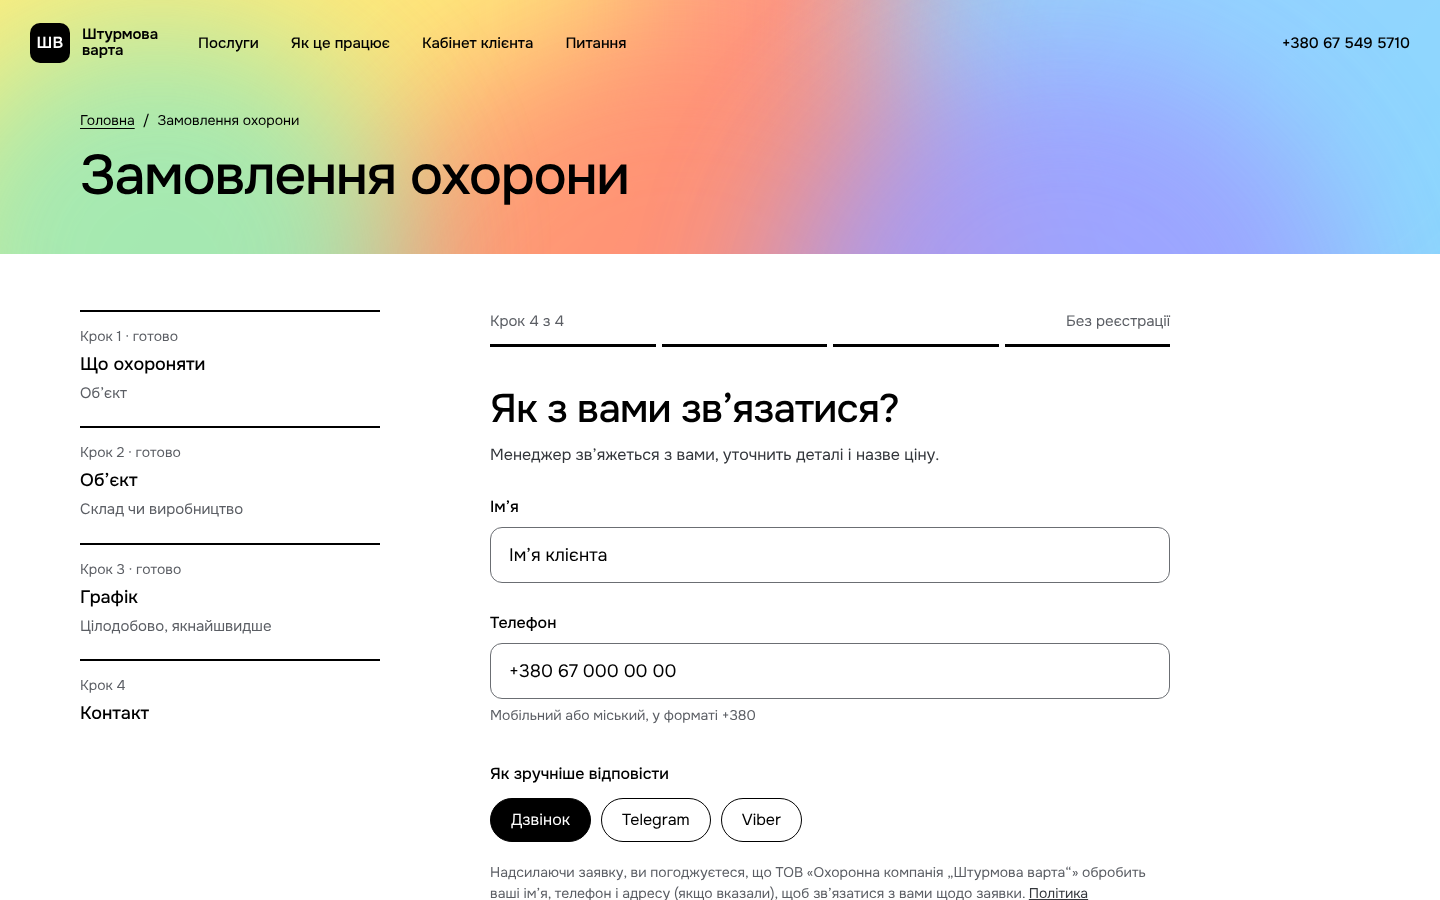 ШВ
Штурмова
варта
Послуги
Як це працює
Кабінет клієнта
Питання
+380 67 549 5710
Головна / Замовлення охорони
Замовлення охорони
Крок 1 · готово
Що охороняти
Об’єкт
Крок 2 · готово
Об’єкт
Склад чи виробництво
Крок 3 · готово
Графік
Цілодобово, якнайшвидше
Крок 4
Контакт
Крок 4 з 4
Без реєстрації
Як з вами зв’язатися?
Менеджер зв’яжеться з вами, уточнить деталі і назве ціну.
Ім’я
Ім’я клієнта
Телефон
+380 67 000 00 00
Мобільний або міський, у форматі +380
Як зручніше відповісти
Дзвінок
Telegram
Viber
Надсилаючи заявку, ви погоджуєтеся, що ТОВ «Охоронна компанія „Штурмова варта“» обробить
ваші ім’я, телефон і адресу (якщо вказали), щоб зв’язатися з вами щодо заявки. Політика